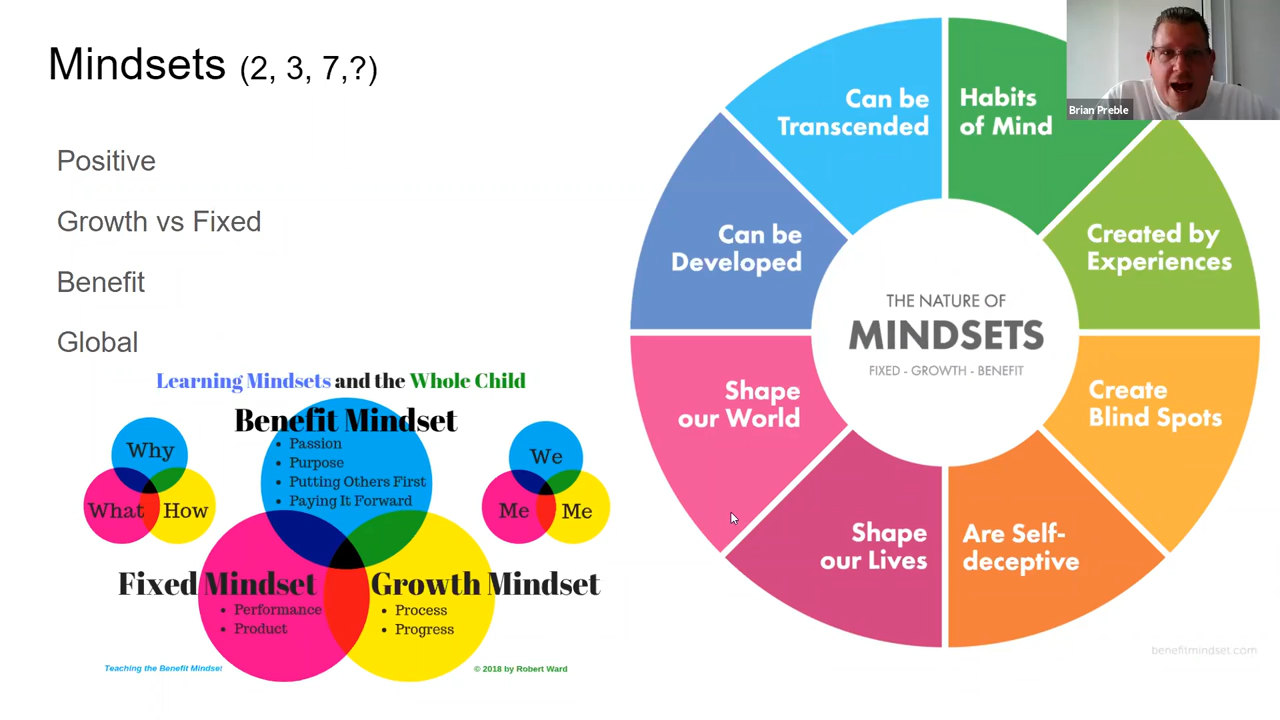 Mindsets (2, 3, 7,?)
Positive
Growth vs Fixed
Benefit
Global
Learning Mindsets and the Whole Child
Benefit Mindset
Passion
Purpose
Putting Others First
Paying It Forward
Why
What
How
We
Me
Me
Fixed Mindset
Performance
Product
Growth Mindset
Process
Progress
Teaching the Benefit Mindset
© 2018 by Robert Ward
Can be
Transcended
Habits
of Mind
Created by
Experiences
Create
Blind Spots
Are Self-
deceptive
Shape
our Lives
Shape
our World
Can be
Developed
THE NATURE OF
MINDSETS
FIXED - GROWTH - BENEFIT
benefitmindset.com
Brian Preble